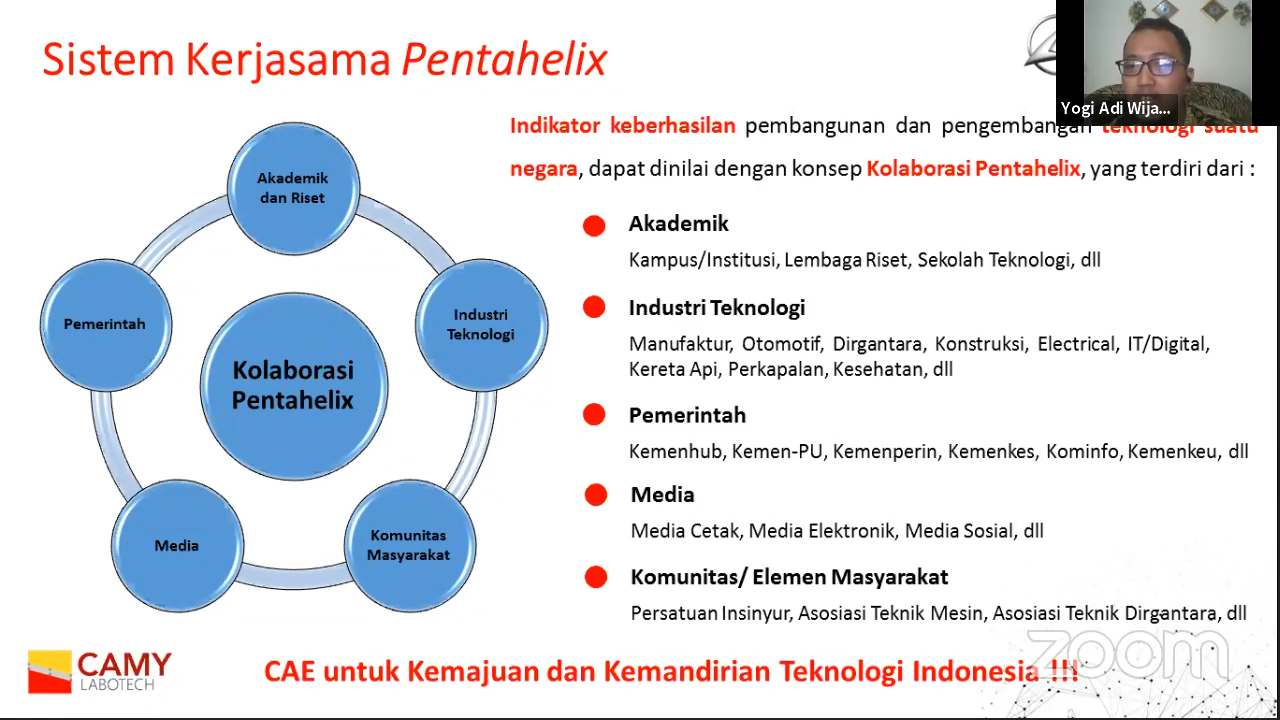 Sistem Kerjasama Pentahelix
Yogi Adi Wija...
Indikator keberhasilan pembangunan dan pengembangan teknologi suatu
negara, dapat dinilai dengan konsep Kolaborasi Pentahelix, yang terdiri dari :
Akademik
dan Riset
Pemerintah
Industri
Teknologi
Kolaborasi
Pentahelix
Media
Komunitas
Masyarakat
Akademik
Kampus/Institusi, Lembaga Riset, Sekolah Teknologi, dll
Industri Teknologi
Manufaktur, Otomotif, Dirgantara, Konstruksi, Electrical, IT/Digital,
Kereta Api, Perkapalan, Kesehatan, dll
Pemerintah
Kemenhub, Kemen-PU, Kemenperin, Kemenkes, Kominfo, Kemenkeu, dll
Media
Media Cetak, Media Elektronik, Media Sosial, dll
Komunitas/ Elemen Masyarakat
Persatuan Insinyur, Asosiasi Teknik Mesin, Asosiasi Teknik Dirgantara, dll
CAMY
LABOTECH
CAE untuk Kemajuan dan Kemandirian Teknologi Indonesia !!!
zoom